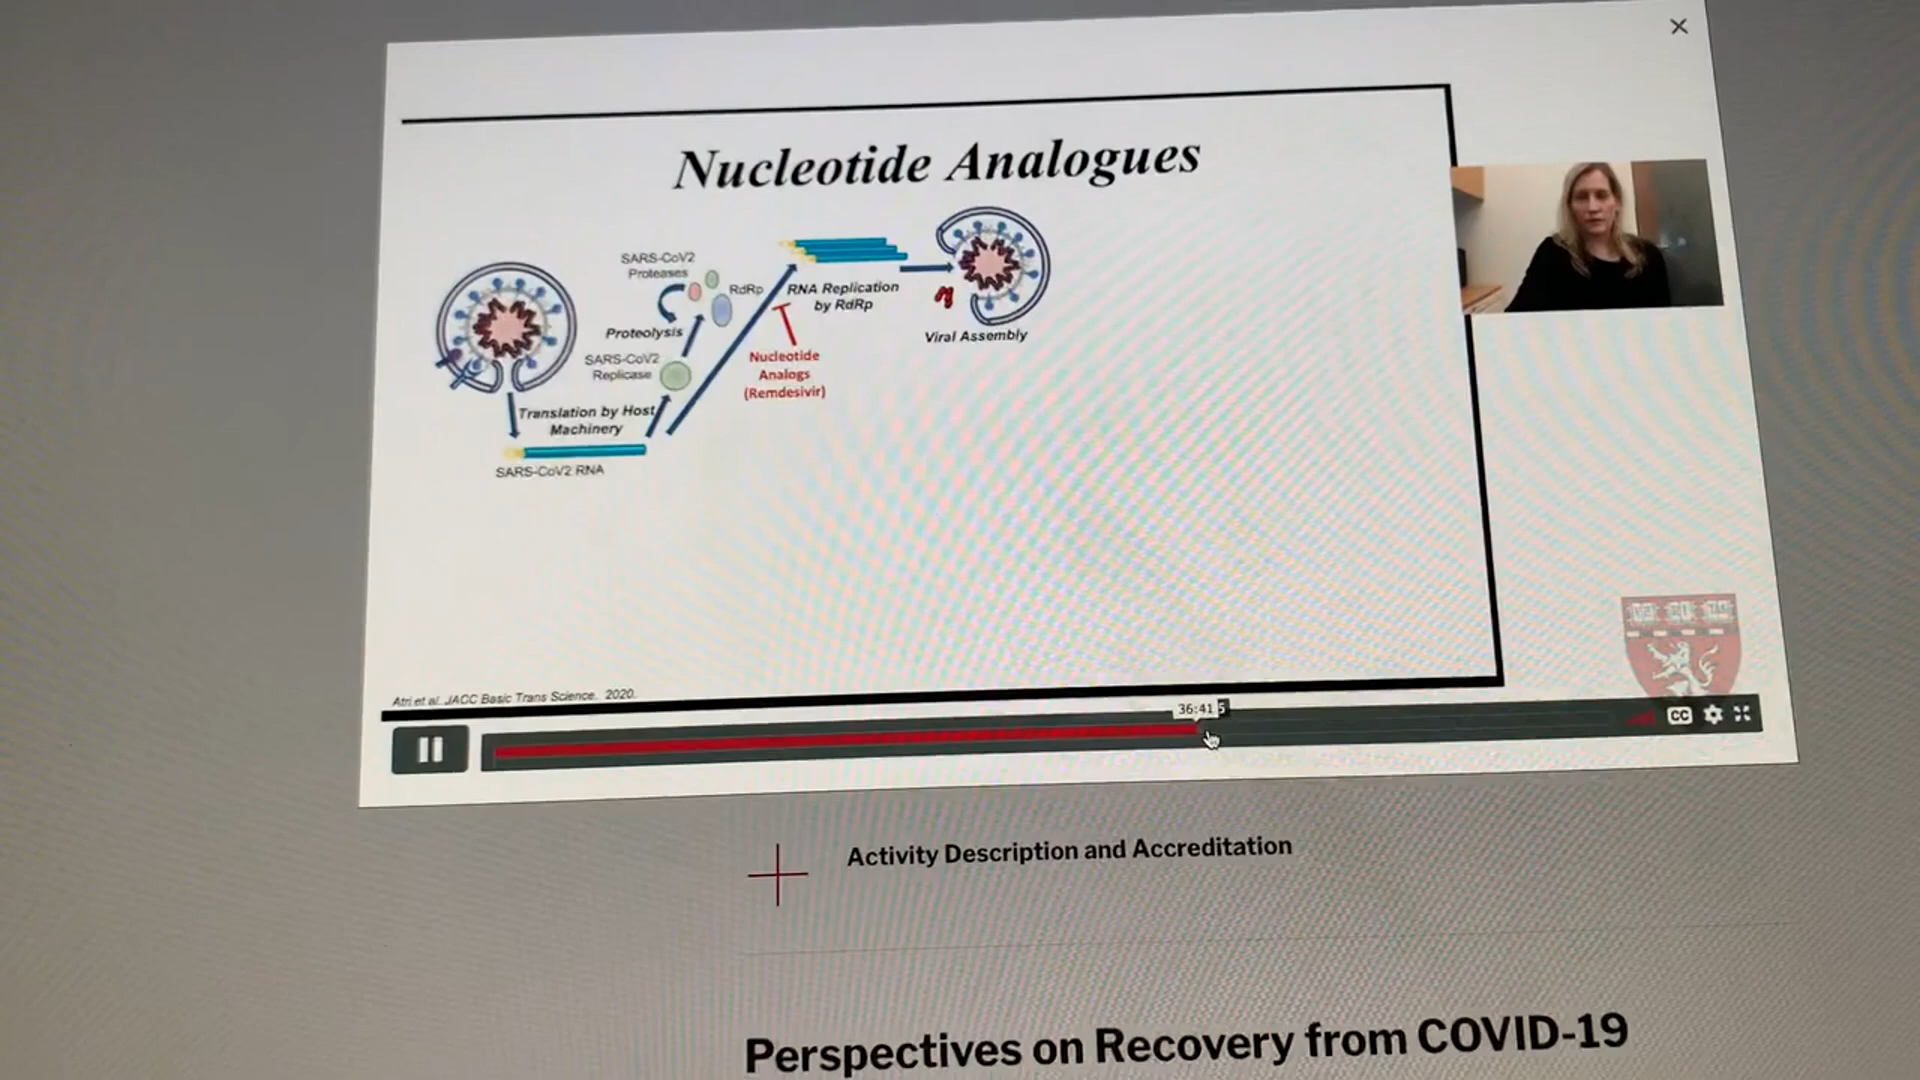 Nucleotide Analogues
SARS-CoV2
Proteases
RdRp
RNA Replication
by RdRp
Proteolysis
Viral Assembly
SARS-CoV2
Replicase
Nucleotide
Analogs
(Remdesivir)
Translation by Host
Machinery
SARS-CoV2 RNA
Atri et al. JACC Basic Trans Science. 2020.
36:41
CC
Activity Description and Accreditation
Perspectives on Recovery from COVID-19